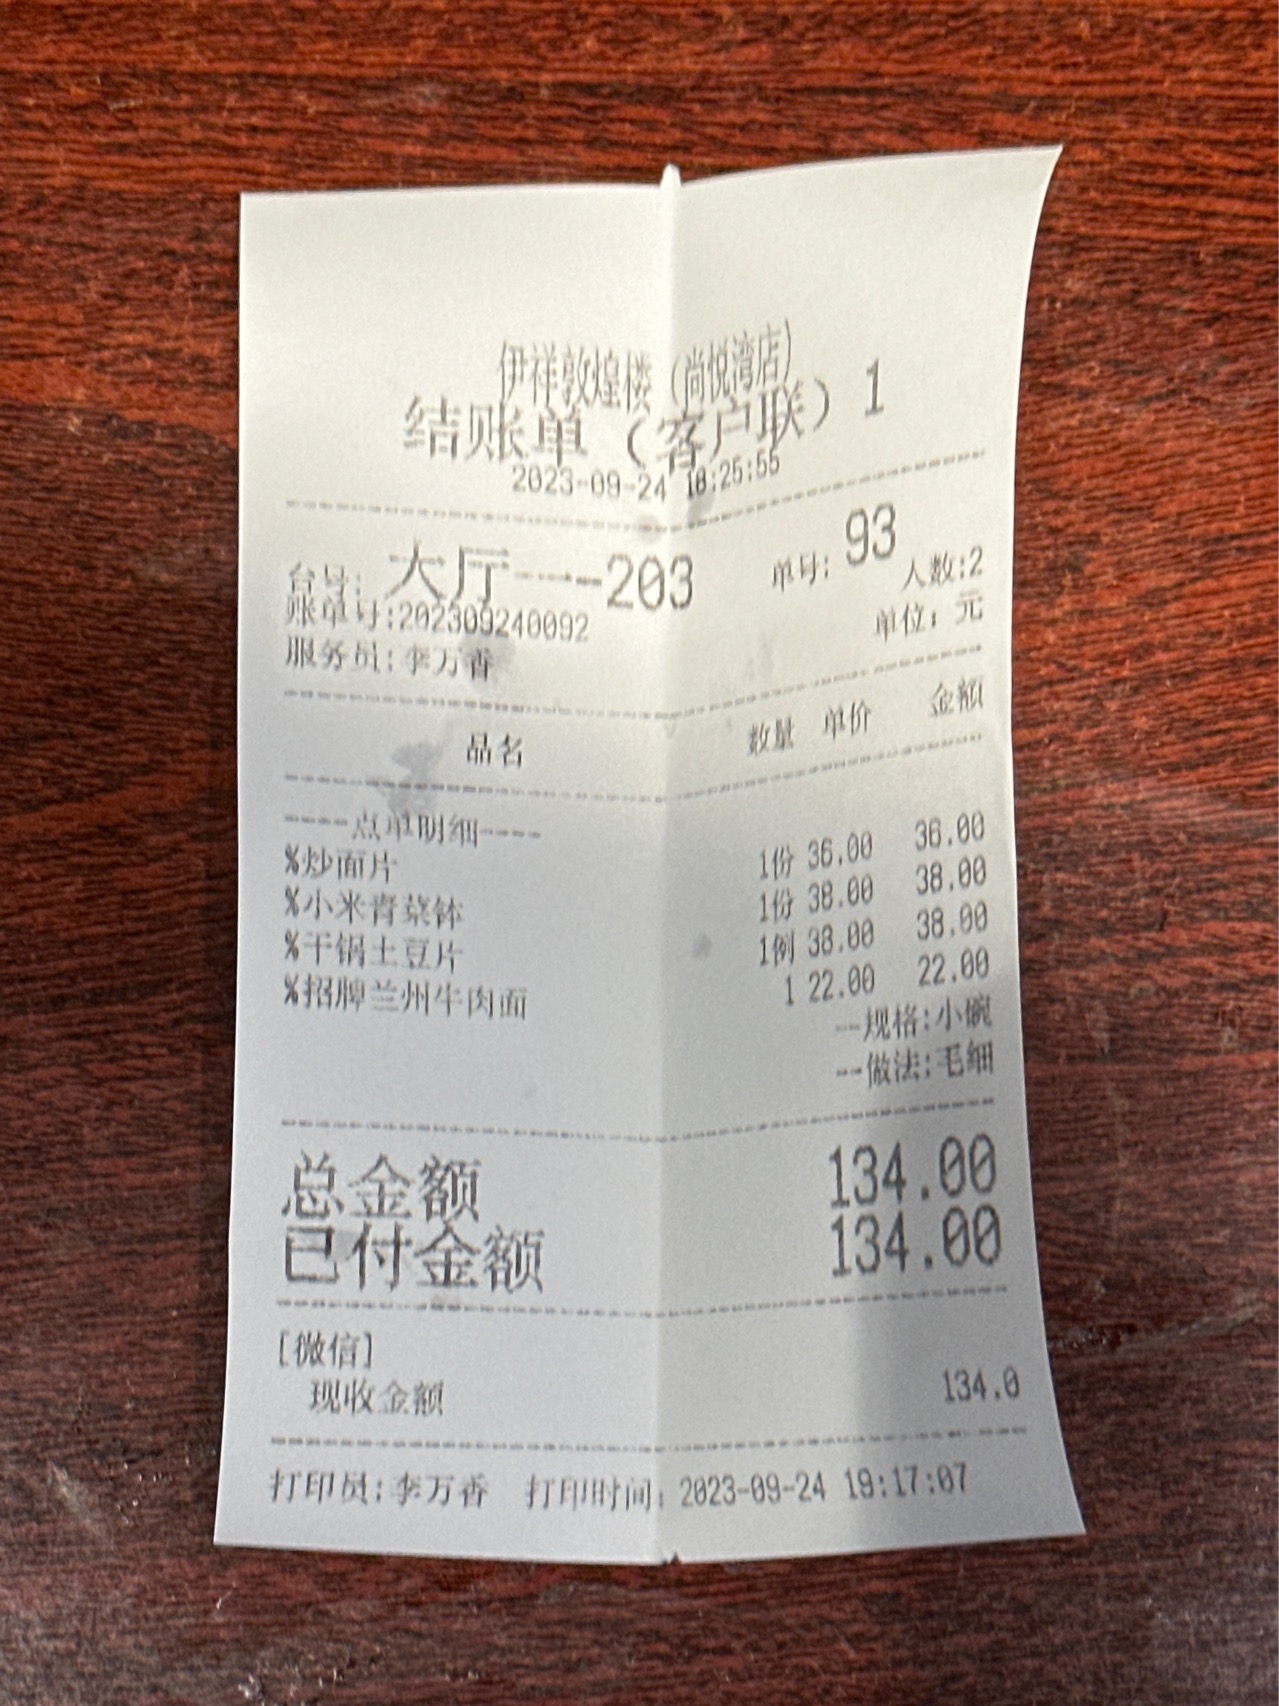 伊祥敦煌楼（尚悦湾店）
结账单（客户联）1
2023-09-24 18:25:55
台号: 大厅一--203 单号: 93
人数:2
账单号:202309240092 单位: 元
服务员:李万香
品名 数量 单价 金额
----点单明细----
%炒面片 1份 36.00 36.00
%小米青菜钵 1份 38.00 38.00
%干锅土豆片 1例 38.00 38.00
%招牌兰州牛肉面 1 22.00 22.00
--规格:小碗
--做法:毛细
总金额 134.00
已付金额 134.00
[微信]
现收金额 134.0
打印员:李万香 打印时间: 2023-09-24 19:17:07